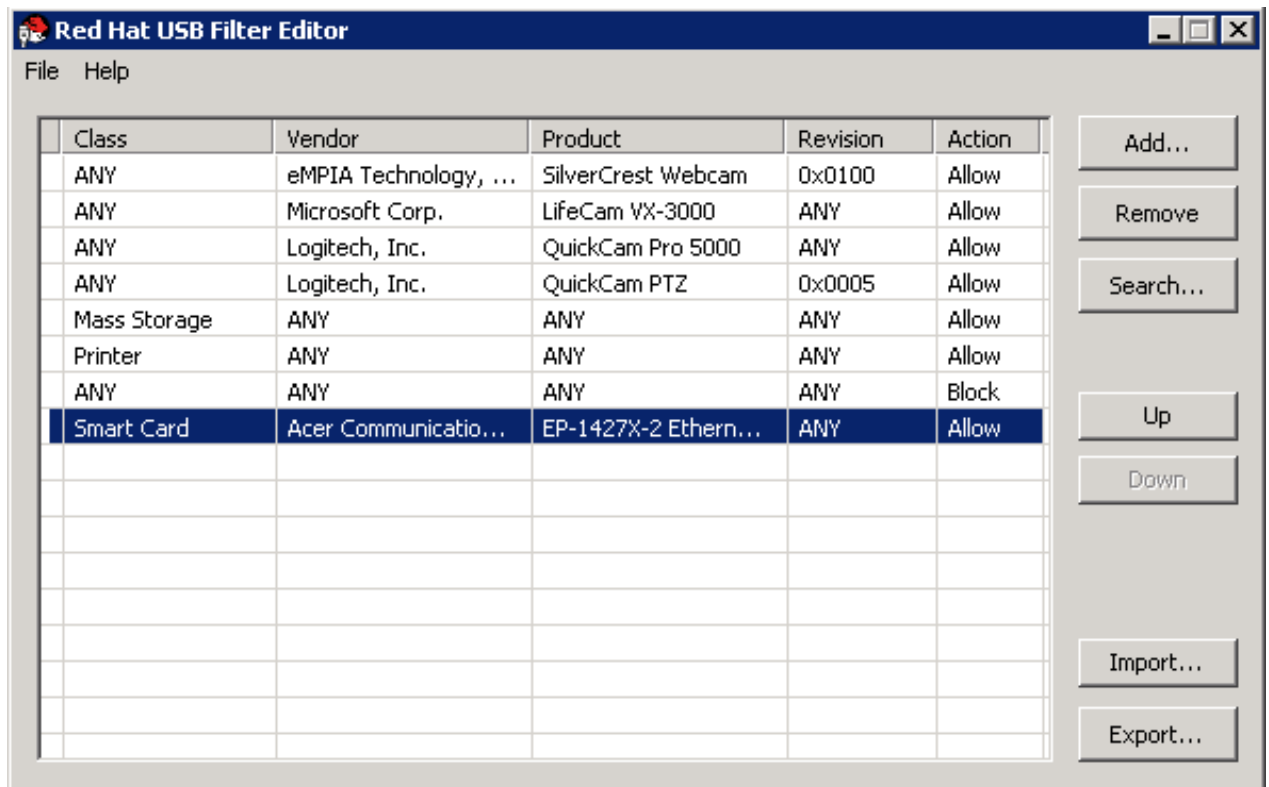 Red Hat USB Filter Editor
File Help
Class Vendor Product Revision Action
ANY eMPIA Technology, ... SilverCrest Webcam 0x0100 Allow
ANY Microsoft Corp. LifeCam VX-3000 ANY Allow
ANY Logitech, Inc. QuickCam Pro 5000 ANY Allow
ANY Logitech, Inc. QuickCam PTZ 0x0005 Allow
Mass Storage ANY ANY ANY Allow
Printer ANY ANY ANY Allow
ANY ANY ANY ANY Block
Smart Card Acer Communicatio... EP-1427X-2 Ethern... ANY Allow
Add...
Remove
Search...
Up
Down
Import...
Export...